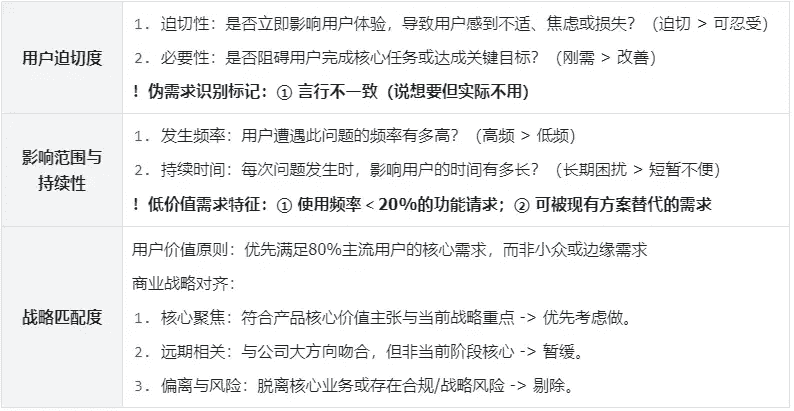 用户迫切度
1. 迫切性：是否立即影响用户体验，导致用户感到不适、焦虑或损失？（迫切 > 可忍受）
2. 必要性：是否阻碍用户完成核心任务或达成关键目标？（刚需 > 改善）
！伪需求识别标记：① 言行不一致（说想要但实际不用）
影响范围与
持续性
1. 发生频率：用户遭遇此问题的频率有多高？（高频 > 低频）
2. 持续时间：每次问题发生时，影响用户的时间有多长？（长期困扰 > 短暂不便）
！低价值需求特征：① 使用频率＜20%的功能请求；② 可被现有方案替代的需求
战略匹配度
用户价值原则：优先满足80%主流用户的核心需求，而非小众或边缘需求
商业战略对齐：
1. 核心聚焦：符合产品核心价值主张与当前战略重点 -> 优先考虑做。
2. 远期相关：与公司大方向吻合，但非当前阶段核心 -> 暂缓。
3. 偏离与风险：脱离核心业务或存在合规/战略风险 -> 剔除。